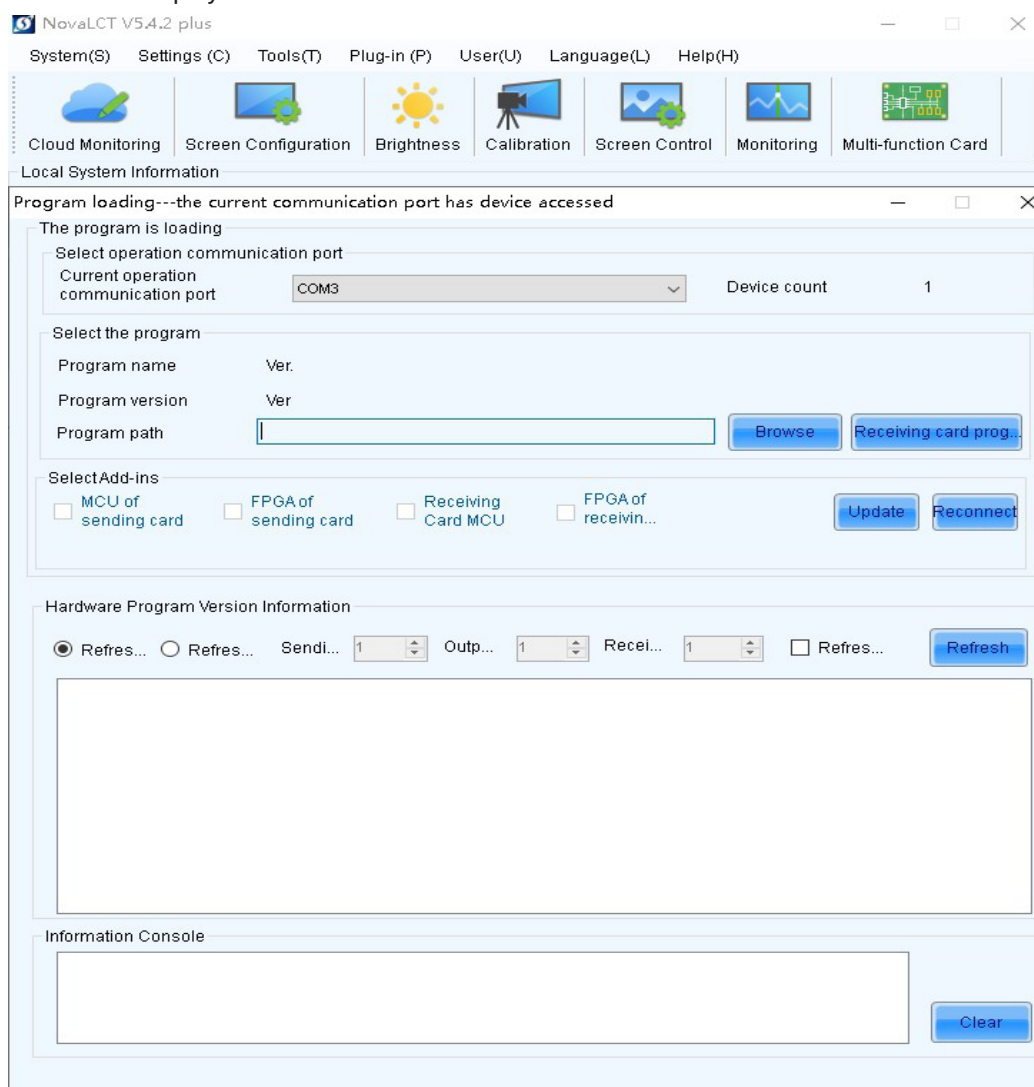 NovaLCT V5.4.2 plus
System(S) Settings (C) Tools(T) Plug-in (P) User(U) Language(L) Help(H)
Cloud Monitoring Screen Configuration Brightness Calibration Screen Control Monitoring Multi-function Card
Local System Information
Program loading---the current communication port has device accessed
The program is loading
Select operation communication port
Current operation
communication port COM3 Device count 1
Select the program
Program name Ver.
Program version Ver
Program path Browse Receiving card prog...
Select Add-ins
MCU of
sending card
FPGA of
sending card
Receiving
Card MCU
FPGA of
receivin...
Update Reconnect
Hardware Program Version Information
Refres... Refres... Sendi... 1 Outp... 1 Recei... 1 Refres... Refresh
Information Console
Clear